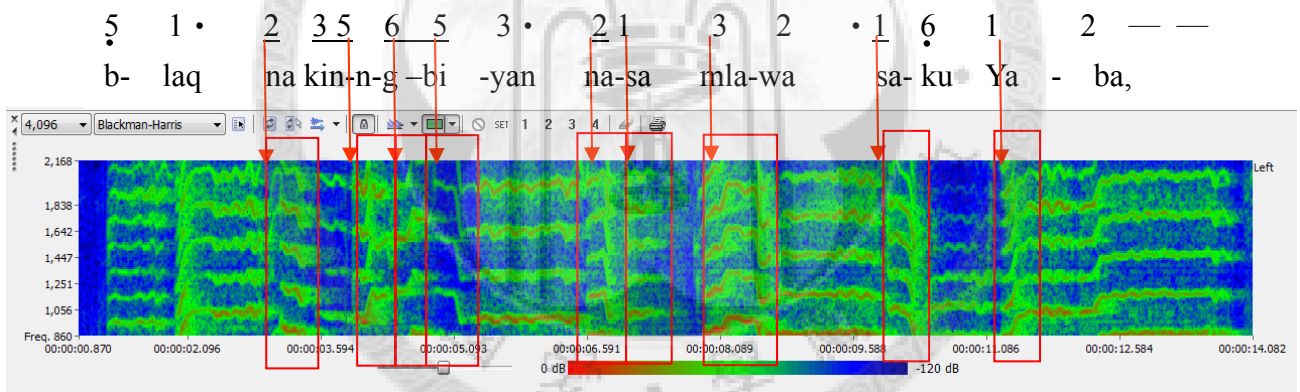 5̣ 1 • 2 3 5 6 5 3 • 2 1 3 2 • 1 6̣ 1 2 — —
b- laq na kin-n-g –bi -yan na-sa mla-wa sa- ku Ya - ba,
4,096 Blackman-Harris SET 1 2 3 4
2,168 Left
1,838
1,642
1,447
1,251
1,056
Freq. 860
00:00:00.870 00:00:02.096 00:00:03.594 00:00:05.093 00:00:06.591 00:00:08.089 00:00:09.588 00:00:11.086 00:00:12.584 00:00:14.082
0 dB -120 dB